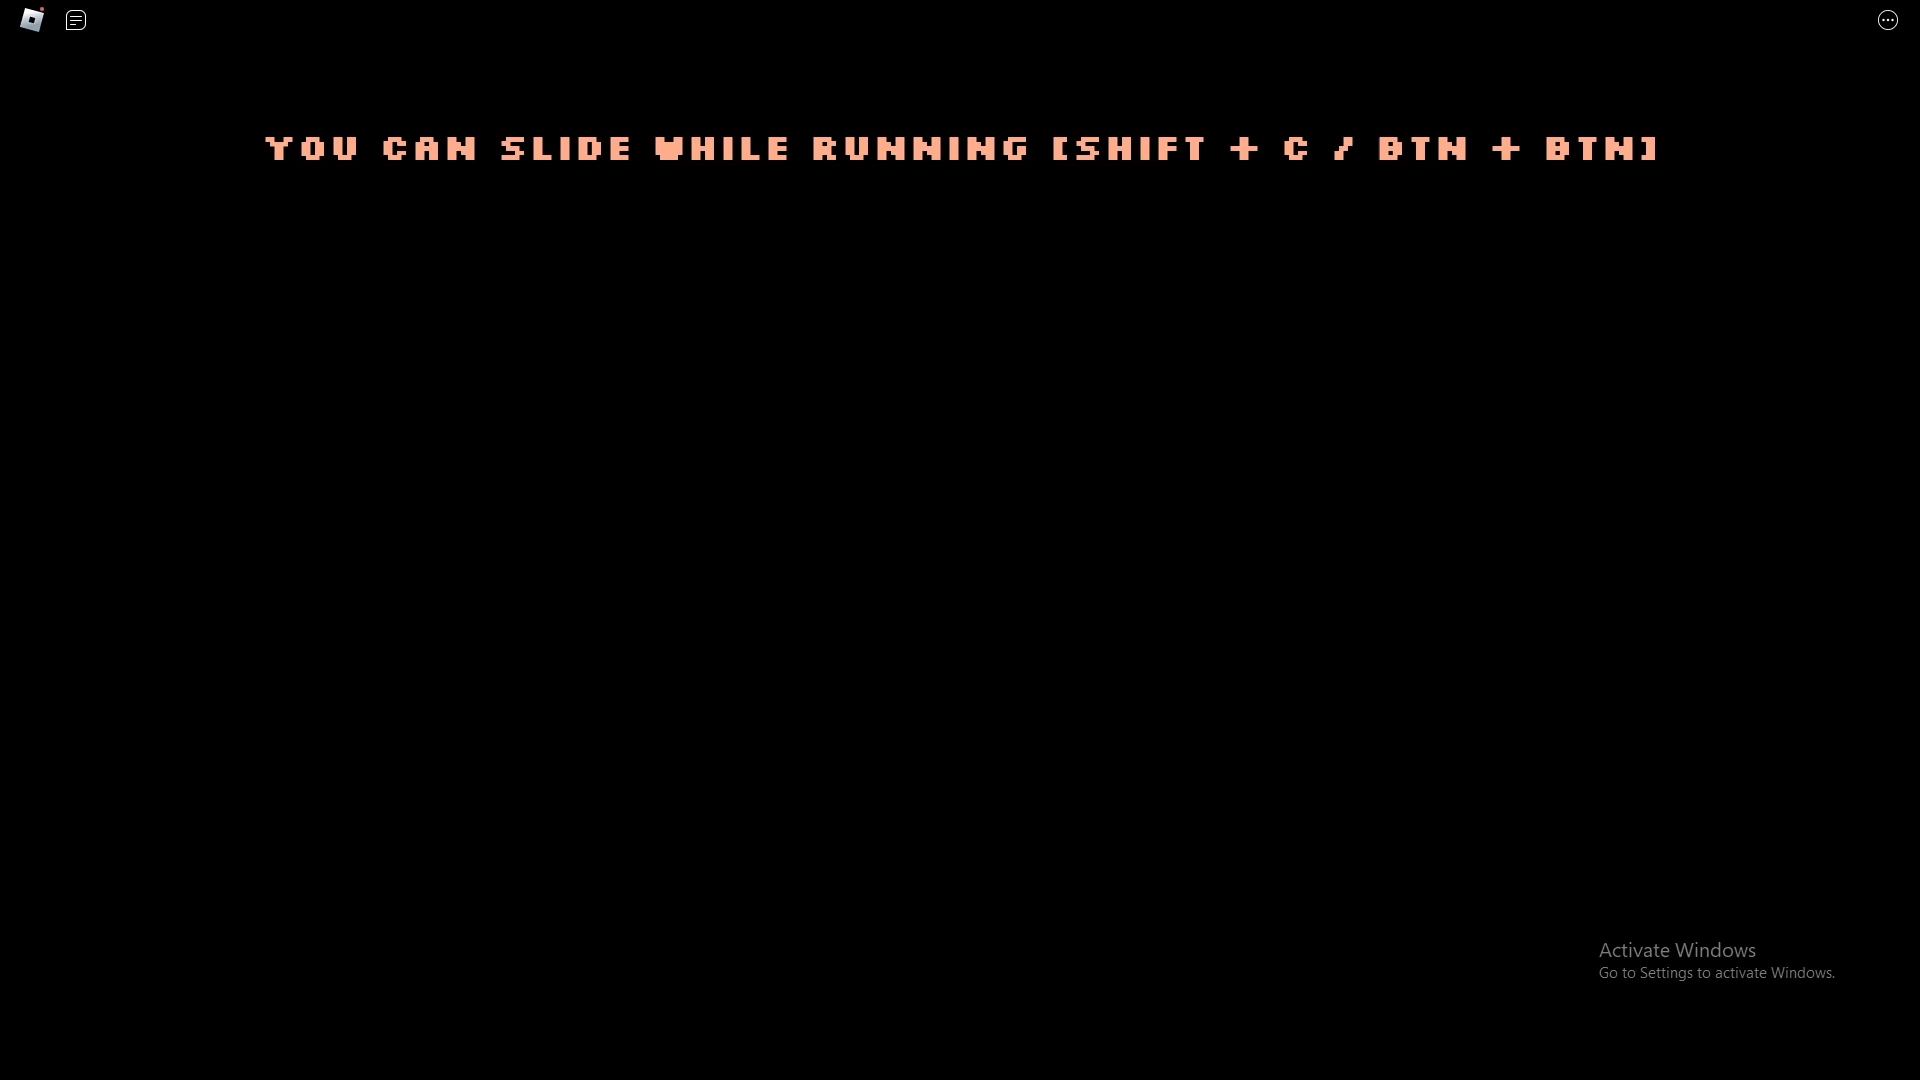 YOU CAN SLIDE WHILE RUNNING [SHIFT + C / BTN + BTN]
Activate Windows
Go to Settings to activate Windows.